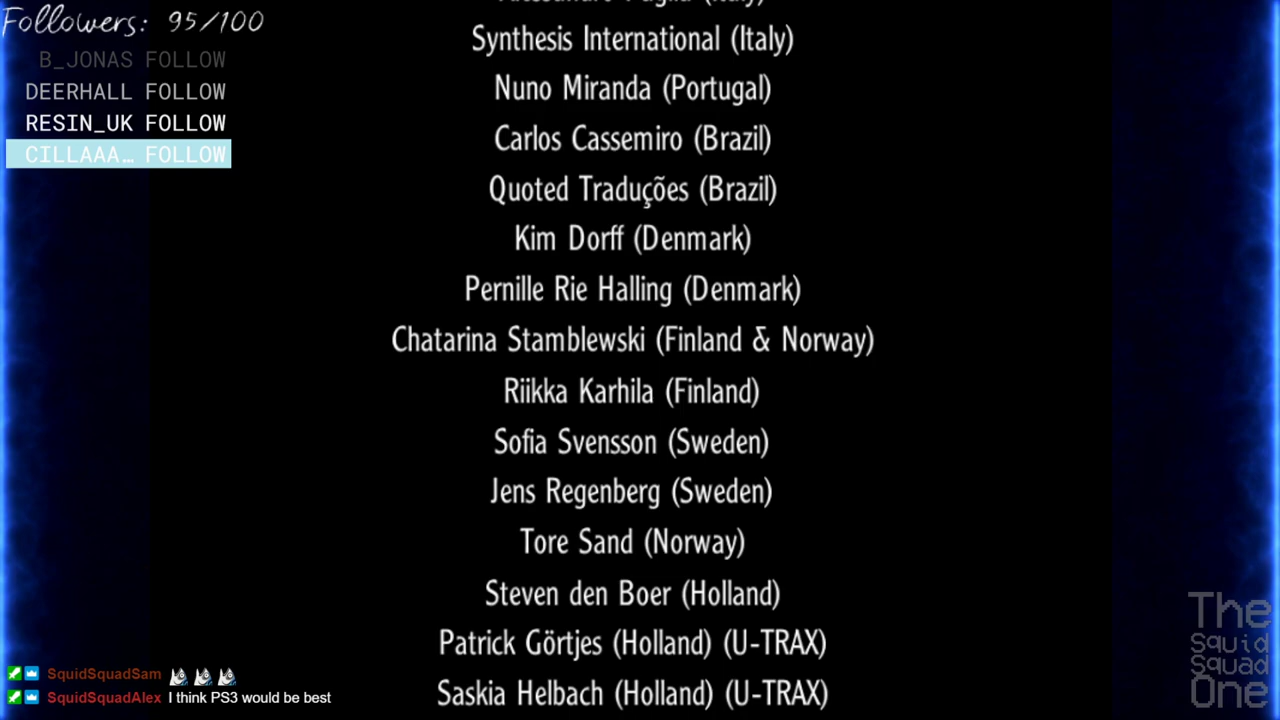 Followers: 95/100
B_JONAS FOLLOW
DEERHALL FOLLOW
RESIN_UK FOLLOW
CILLAAA… FOLLOW
Synthesis International (Italy)
Nuno Miranda (Portugal)
Carlos Cassemiro (Brazil)
Quoted Traduções (Brazil)
Kim Dorff (Denmark)
Pernille Rie Halling (Denmark)
Chatarina Stamblewski (Finland & Norway)
Riikka Karhila (Finland)
Sofia Svensson (Sweden)
Jens Regenberg (Sweden)
Tore Sand (Norway)
Steven den Boer (Holland)
Patrick Görtjes (Holland) (U-TRAX)
Saskia Helbach (Holland) (U-TRAX)
SquidSquadSam
SquidSquadAlex I think PS3 would be best
The
Squid
Squad
One